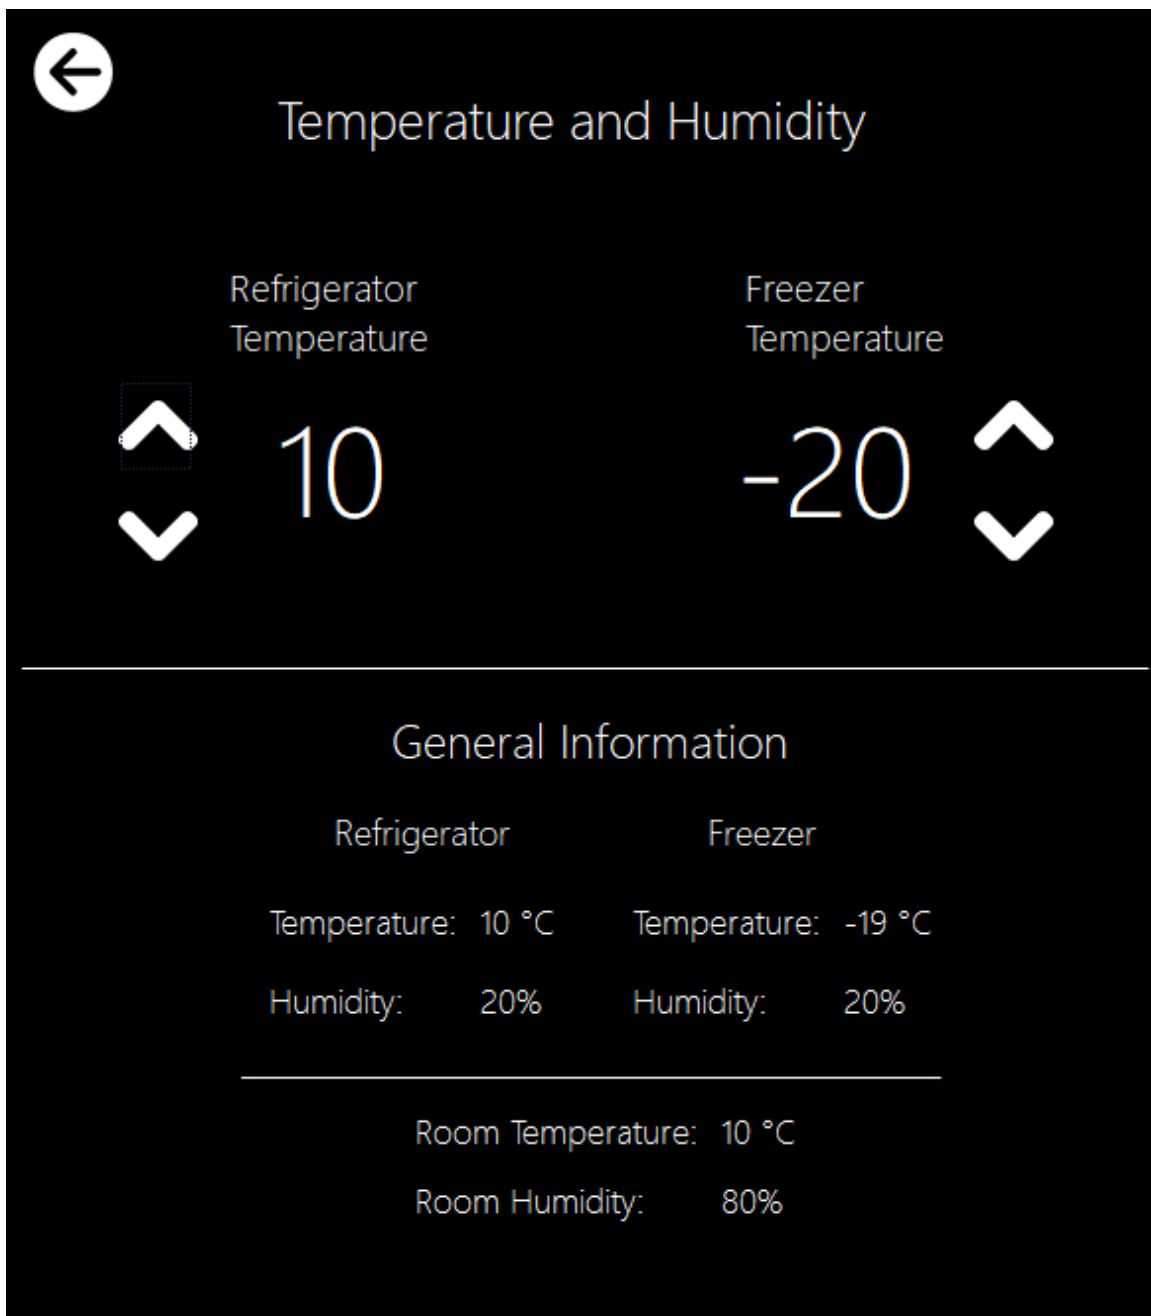 Temperature and Humidity
Refrigerator
Temperature
Freezer
Temperature
10
-20
General Information
Refrigerator
Freezer
Temperature: 10 °C
Temperature: -19 °C
Humidity: 20%
Humidity: 20%
Room Temperature: 10 °C
Room Humidity: 80%